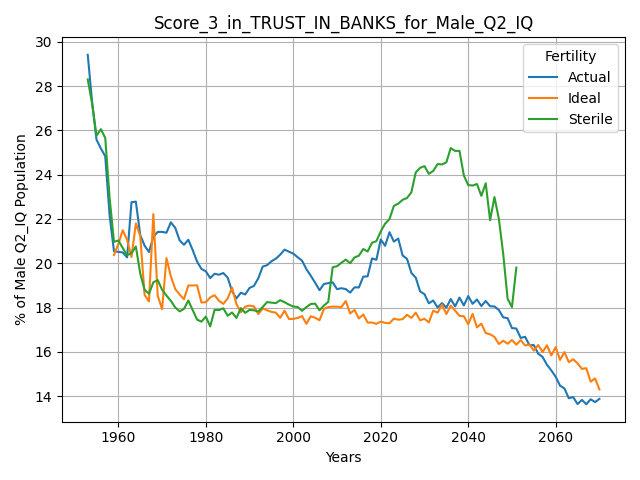 Score_3_in_TRUST_IN_BANKS_for_Male_Q2_IQ
Fertility
Actual
Ideal
Sterile
% of Male Q2_IQ Population
30
28
26
24
22
20
18
16
14
1960
1980
2000
2020
2040
2060
Years